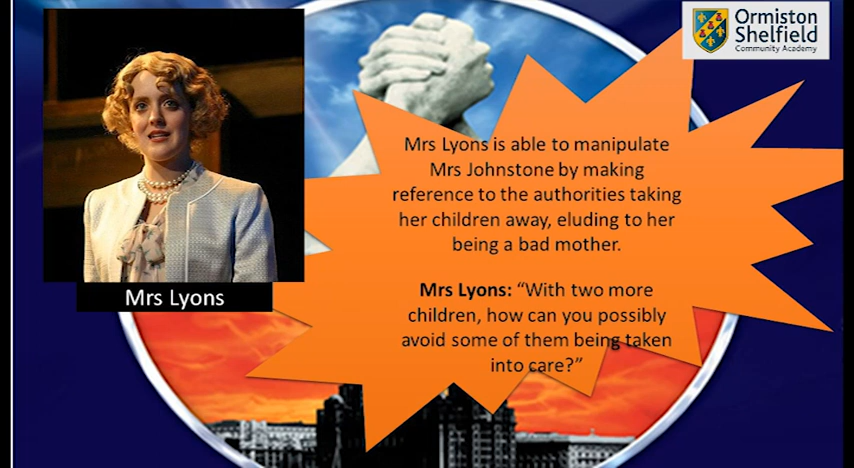 Ormiston
Shelfield
Community Academy
Mrs Lyons is able to manipulate
Mrs Johnstone by making
reference to the authorities taking
her children away, eluding to her
being a bad mother.
Mrs Lyons: “With two more
children, how can you possibly
avoid some of them being taken
into care?”
Mrs Lyons